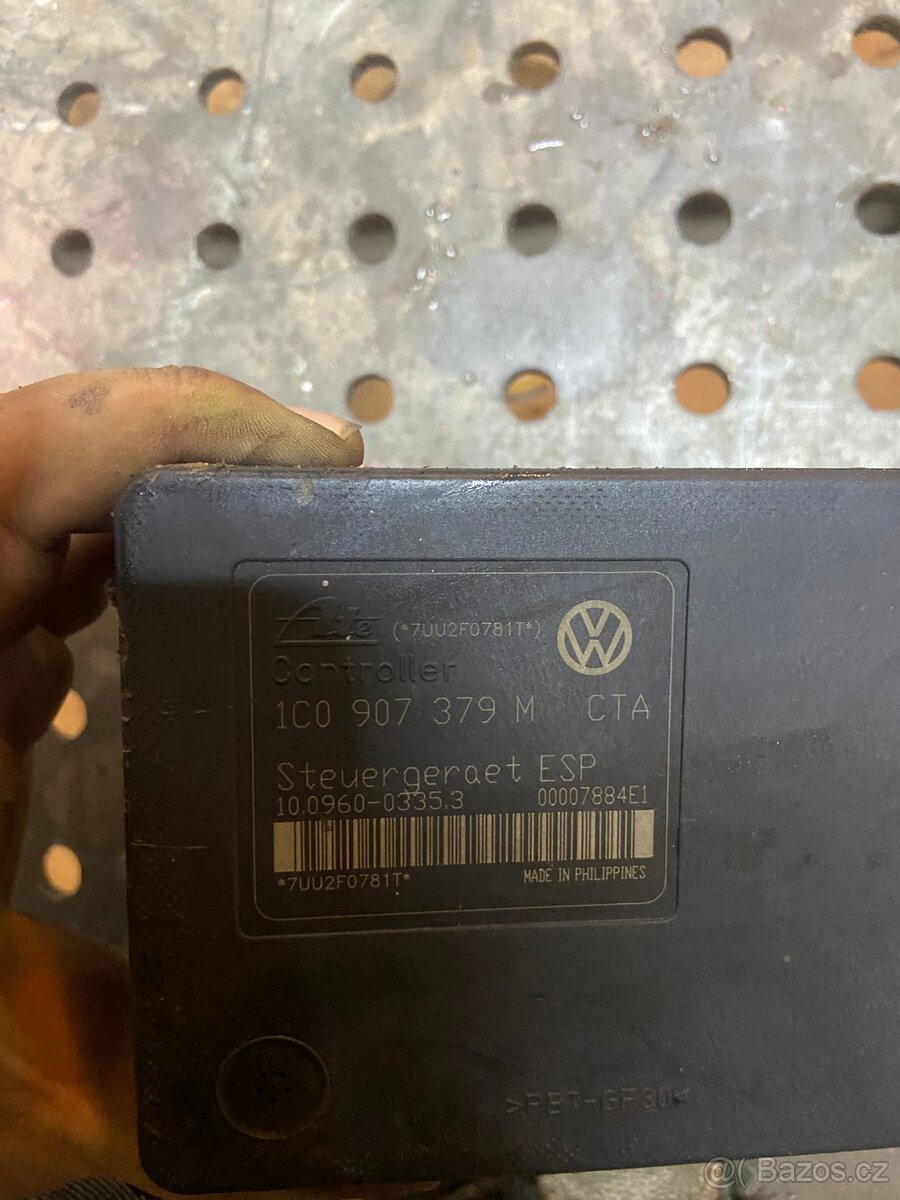 Ate (*7UU2F0781T*)
Controller
1C0 907 379 M CTA
Steuergeraet ESP
10.0960-0335.3 00007884E1
*7UU2F0781T* MADE IN PHILIPPINES
>PBT-GF30<
Bazos.cz